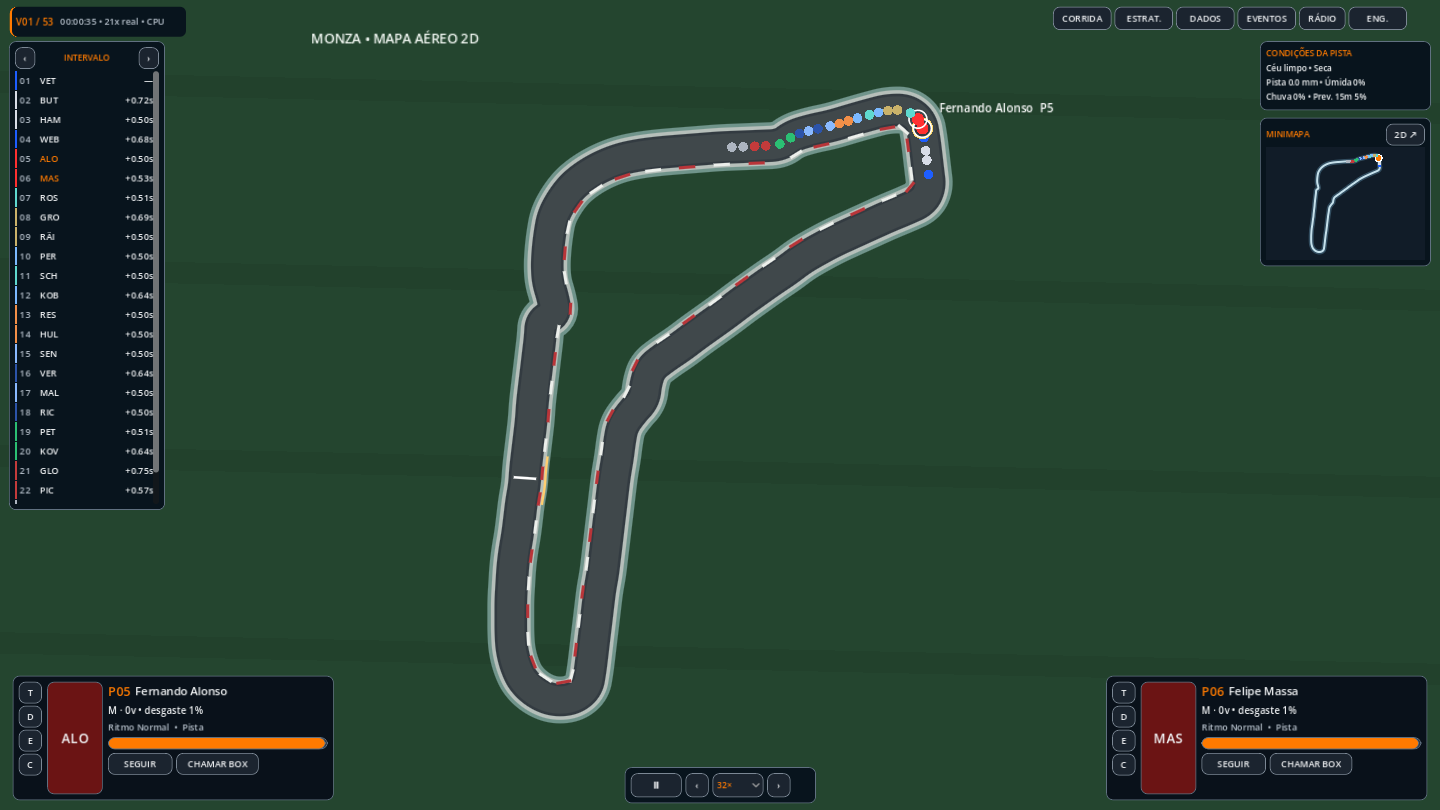 V01 / 53 00:00:35 • 21x real • CPU
MONZA • MAPA AÉREO 2D
CORRIDA ESTRAT. DADOS EVENTOS RÁDIO ENG.
‹ INTERVALO ›
01 VET —
02 BUT +0.72s
03 HAM +0.50s
04 WEB +0.68s
05 ALO +0.50s
06 MAS +0.53s
07 ROS +0.51s
08 GRO +0.69s
09 RÄI +0.50s
10 PER +0.50s
11 SCH +0.50s
12 KOB +0.64s
13 RES +0.50s
14 HUL +0.50s
15 SEN +0.50s
16 VER +0.64s
17 MAL +0.50s
18 RIC +0.50s
19 PET +0.51s
20 KOV +0.64s
21 GLO +0.75s
22 PIC +0.57s
Fernando Alonso P5
CONDIÇÕES DA PISTA
Céu limpo • Seca
Pista 0.0 mm • Úmida 0%
Chuva 0% • Prev. 15m 5%
MINIMAPA 2D ↗
T
D
E
C
ALO
P05 Fernando Alonso
M · 0v • desgaste 1%
Ritmo Normal • Pista
SEGUIR CHAMAR BOX
⏸ ‹ 32× ›
T
D
E
C
MAS
P06 Felipe Massa
M · 0v • desgaste 1%
Ritmo Normal • Pista
SEGUIR CHAMAR BOX